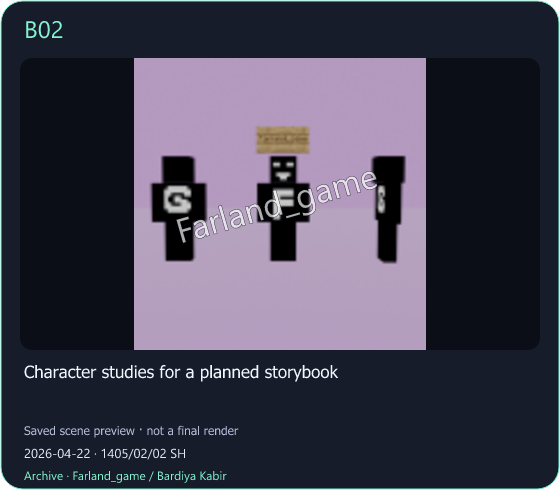 B02
G
F
Farland_game
Character studies for a planned storybook
Saved scene preview · not a final render
2026-04-22 · 1405/02/02 SH
Archive · Farland_game / Bardiya Kabir